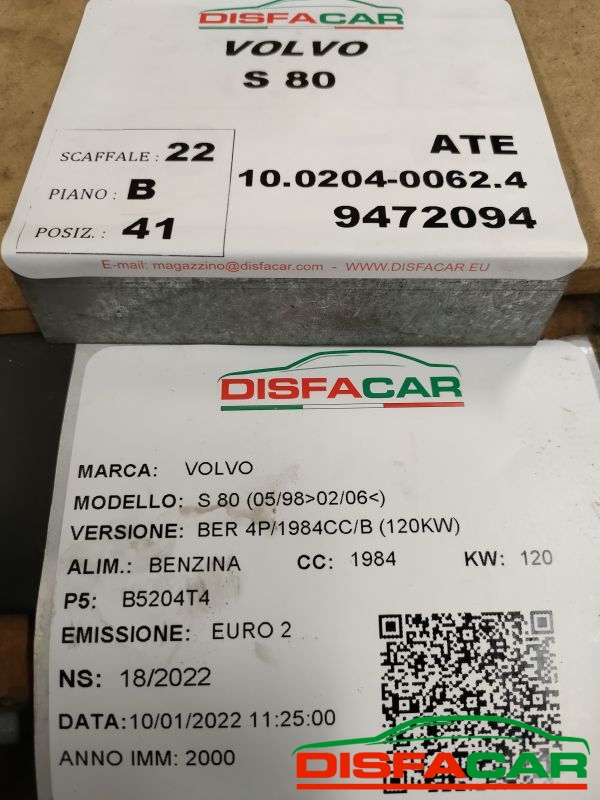 DISFACAR
VOLVO
S 80
SCAFFALE : 22
PIANO : B
POSIZ. : 41
ATE
10.0204-0062.4
9472094
E-mail: magazzino@disfacar.com - WWW.DISFACAR.EU
DISFACAR
MARCA: VOLVO
MODELLO: S 80 (05/98>02/06<)
VERSIONE: BER 4P/1984CC/B (120KW)
ALIM.: BENZINA CC: 1984 KW: 120
P5: B5204T4
EMISSIONE: EURO 2
NS: 18/2022
DATA:10/01/2022 11:25:00
ANNO IMM: 2000
DISFACAR